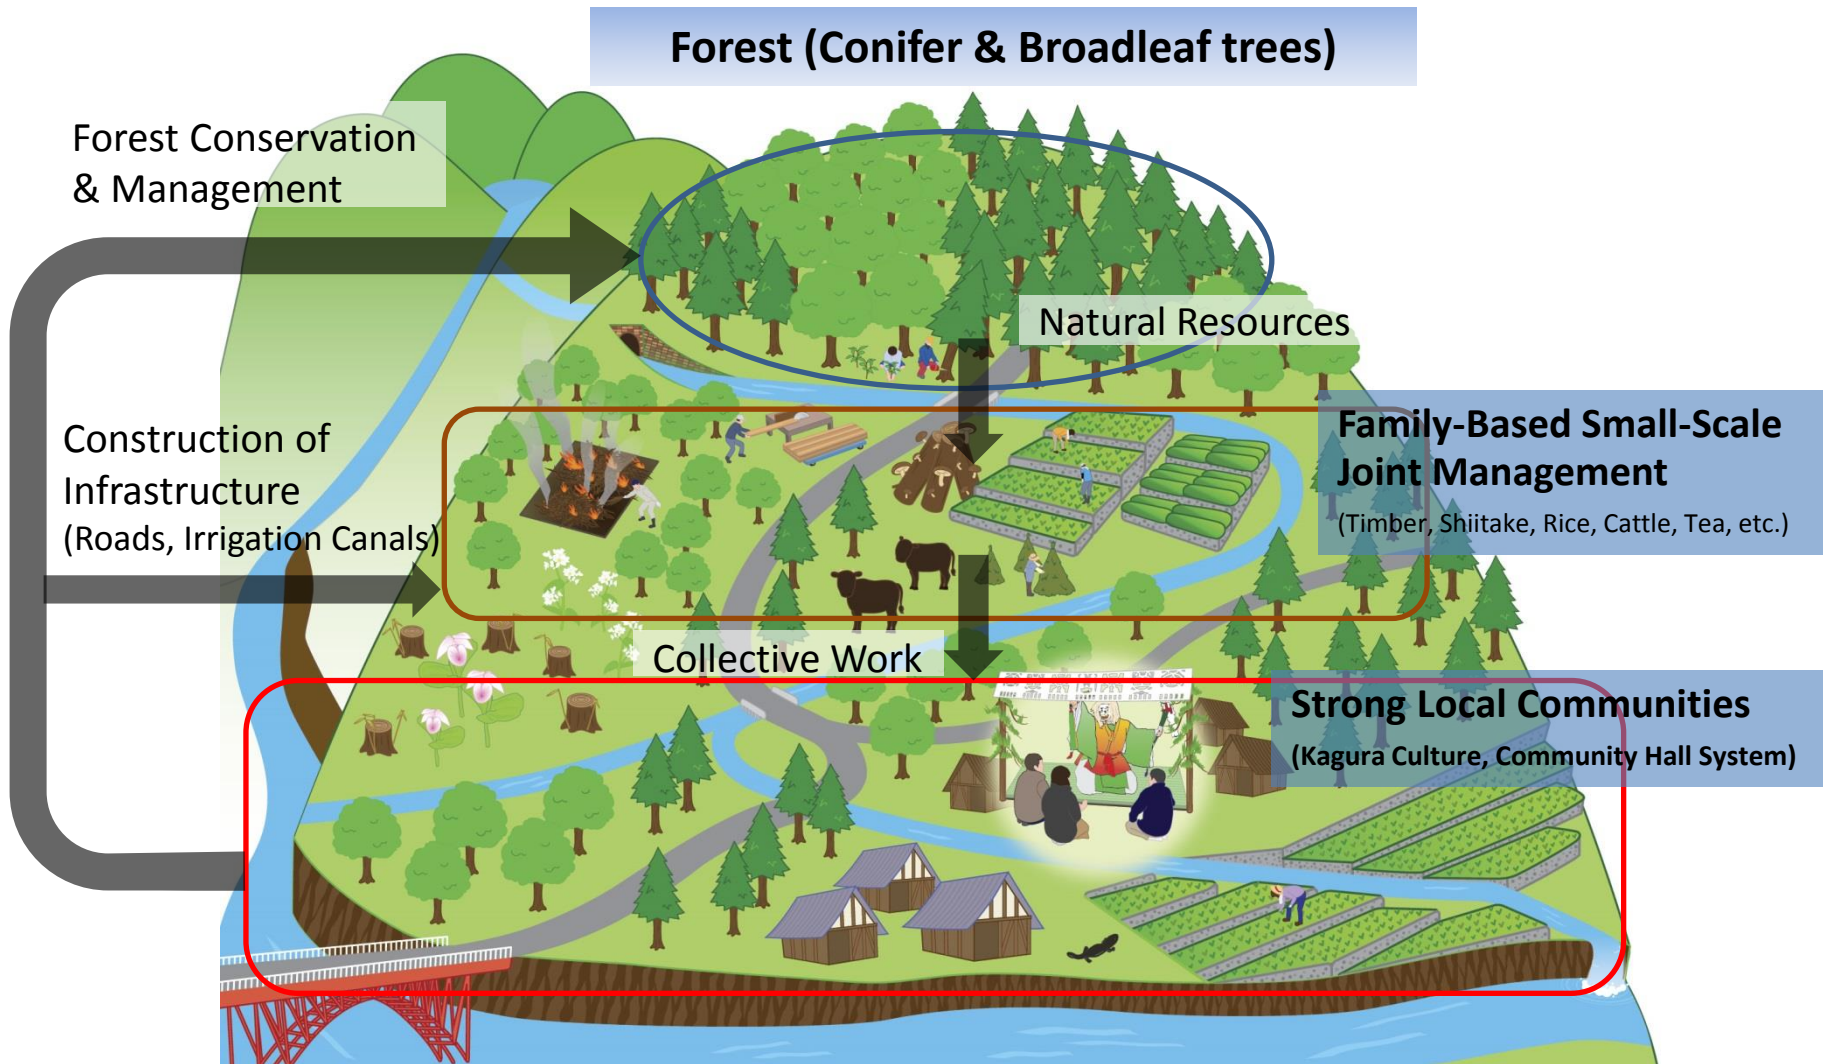 Forest (Conifer & Broadleaf trees)
Forest Conservation
& Management
Natural Resources
Family-Based Small-Scale
Joint Management
(Timber, Shiitake, Rice, Cattle, Tea, etc.)
Construction of
Infrastructure
(Roads, Irrigation Canals)
Collective Work
Strong Local Communities
(Kagura Culture, Community Hall System)